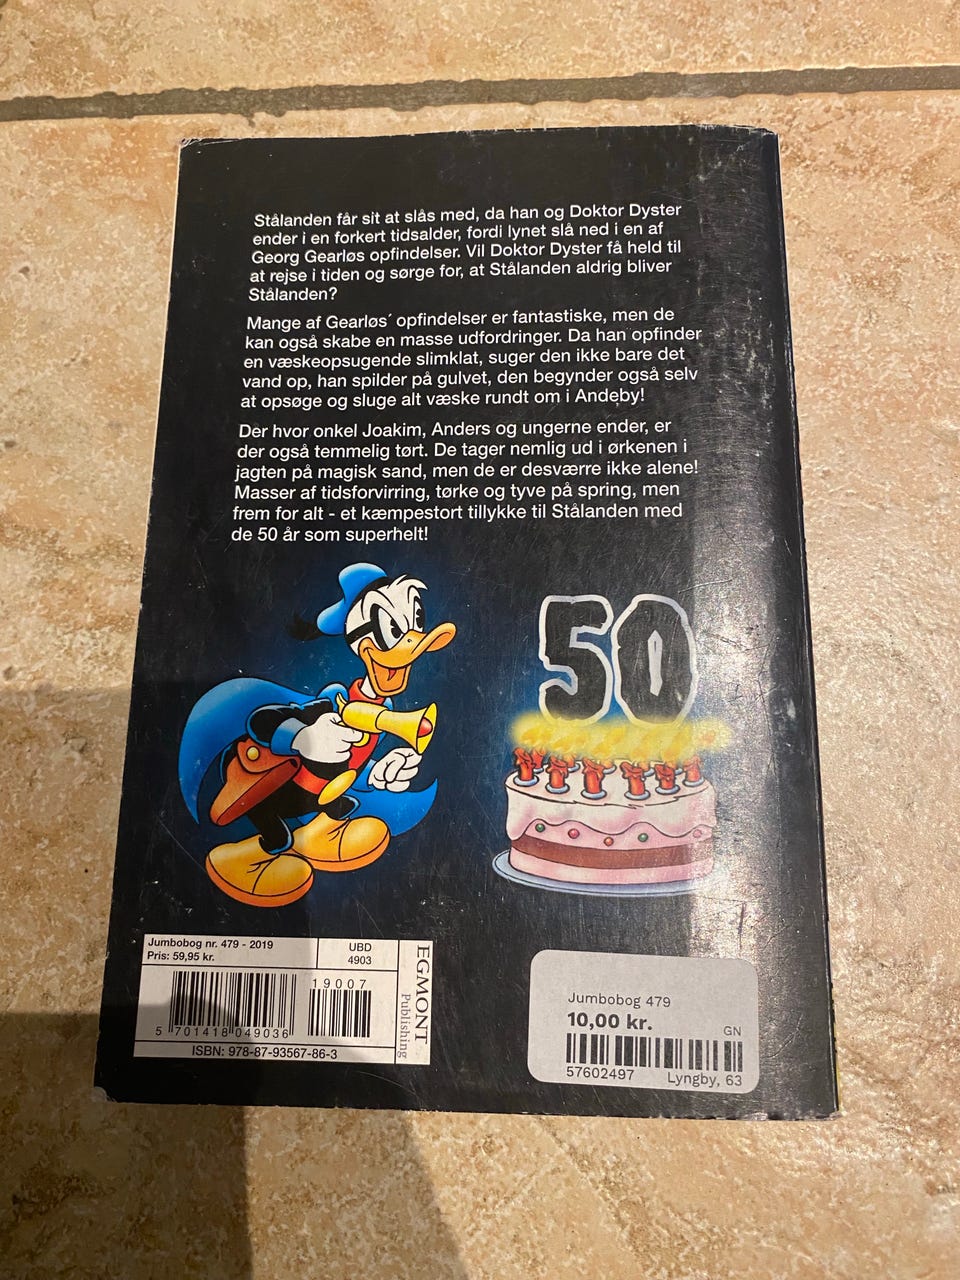 Stålanden får sit at slås med, da han og Doktor Dyster
ender i en forkert tidsalder, fordi lynet slå ned i en af
Georg Gearløs opfindelser. Vil Doktor Dyster få held til
at rejse i tiden og sørge for, at Stålanden aldrig bliver
Stålanden?
Mange af Gearløs´ opfindelser er fantastiske, men de
kan også skabe en masse udfordringer. Da han opfinder
en væskeopsugende slimklat, suger den ikke bare det
vand op, han spilder på gulvet, den begynder også selv
at opsøge og sluge alt væske rundt om i Andeby!
Der hvor onkel Joakim, Anders og ungerne ender, er
der også temmelig tørt. De tager nemlig ud i ørkenen i
jagten på magisk sand, men de er desværre ikke alene!
Masser af tidsforvirring, tørke og tyve på spring, men
frem for alt - et kæmpestort tillykke til Stålanden med
de 50 år som superhelt!
50
Jumbobog nr. 479 - 2019
Pris: 59,95 kr.
UBD
4903
19007
5 701418 049036
ISBN: 978-87-93567-86-3
EGMONT
Publishing
Jumbobog 479
10,00 kr.
GN
57602497
Lyngby, 63